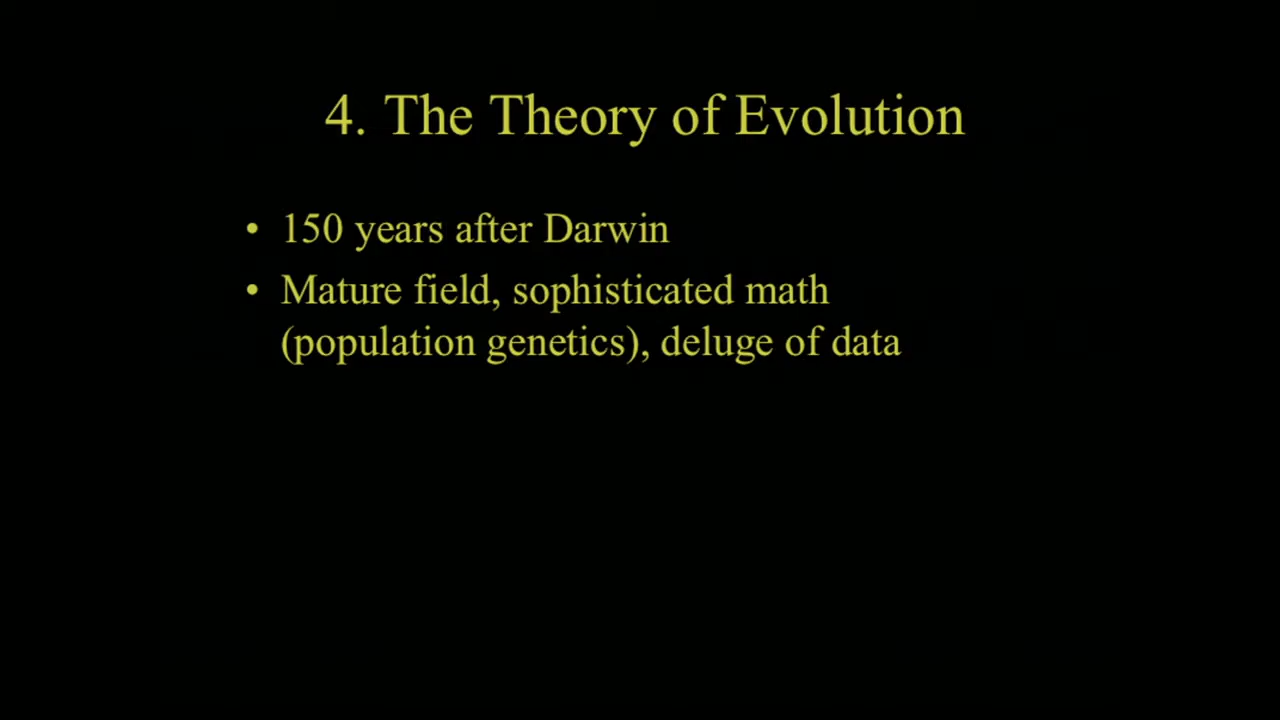 4. The Theory of Evolution
• 150 years after Darwin
• Mature field, sophisticated math
(population genetics), deluge of data